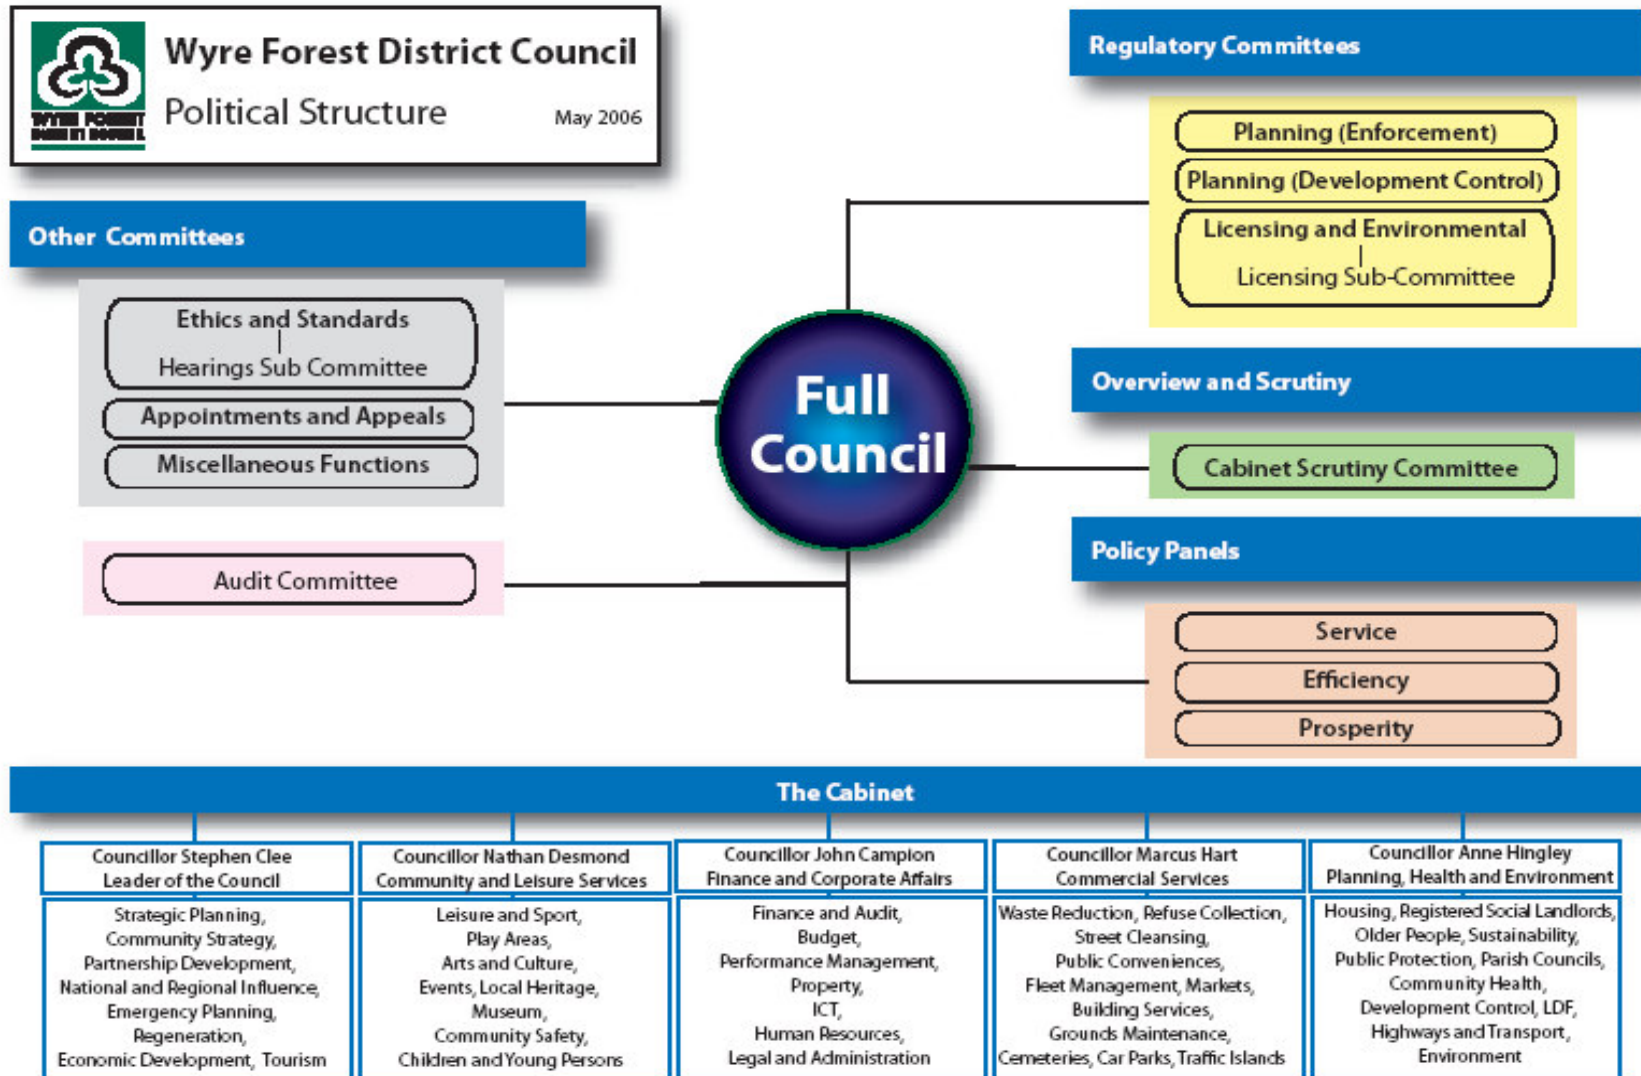 Wyre Forest District Council
Political Structure
May 2006
WYRE FOREST
Regulatory Committees
Planning (Enforcement)
Planning (Development Control)
Licensing and Environmental
Licensing Sub-Committee
Other Committees
Ethics and Standards
Hearings Sub Committee
Appointments and Appeals
Miscellaneous Functions
Audit Committee
Full
Council
Overview and Scrutiny
Cabinet Scrutiny Committee
Policy Panels
Service
Efficiency
Prosperity
The Cabinet
Councillor Stephen Clee
Leader of the Council
Strategic Planning,
Community Strategy,
Partnership Development,
National and Regional Influence,
Emergency Planning,
Regeneration,
Economic Development, Tourism
Councillor Nathan Desmond
Community and Leisure Services
Leisure and Sport,
Play Areas,
Arts and Culture,
Events, Local Heritage,
Museum,
Community Safety,
Children and Young Persons
Councillor John Campion
Finance and Corporate Affairs
Finance and Audit,
Budget,
Performance Management,
Property,
ICT,
Human Resources,
Legal and Administration
Councillor Marcus Hart
Commercial Services
Waste Reduction, Refuse Collection,
Street Cleansing,
Public Conveniences,
Fleet Management, Markets,
Building Services,
Grounds Maintenance,
Cemeteries, Car Parks, Traffic Islands
Councillor Anne Hingley
Planning, Health and Environment
Housing, Registered Social Landlords,
Older People, Sustainability,
Public Protection, Parish Councils,
Community Health,
Development Control, LDF,
Highways and Transport,
Environment